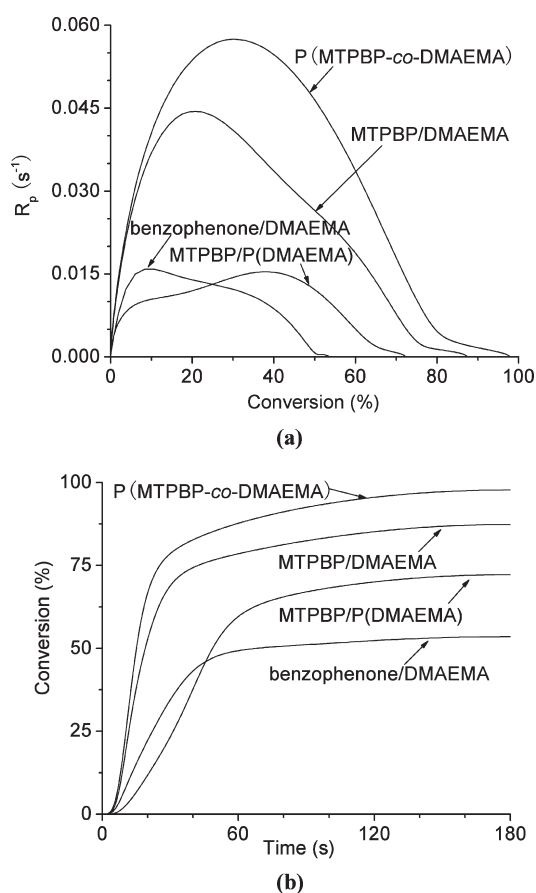 0.060
0.045
0.030
0.015
0.000
Rp (s-1)
P(MTPBP-co-DMAEMA)
MTPBP/DMAEMA
benzophenone/DMAEMA
MTPBP/P(DMAEMA)
0 20 40 60 80 100
Conversion (%)
(a)
100
75
50
25
0
Conversion (%)
P(MTPBP-co-DMAEMA)
MTPBP/DMAEMA
MTPBP/P(DMAEMA)
benzophenone/DMAEMA
0 60 120 180
Time (s)
(b)